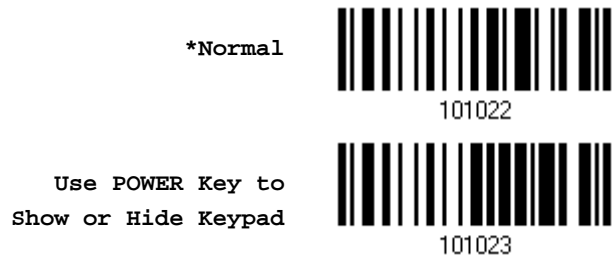 *Normal
101022
Use POWER Key to
Show or Hide Keypad
101023